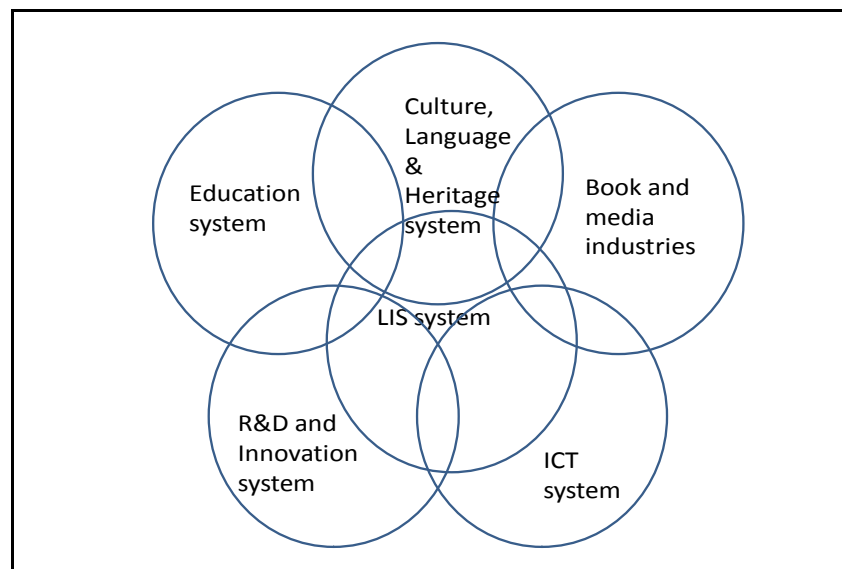 Culture,
Language
&
Heritage
system
Education
system
Book and
media
industries
LIS system
R&D and
Innovation
system
ICT
system